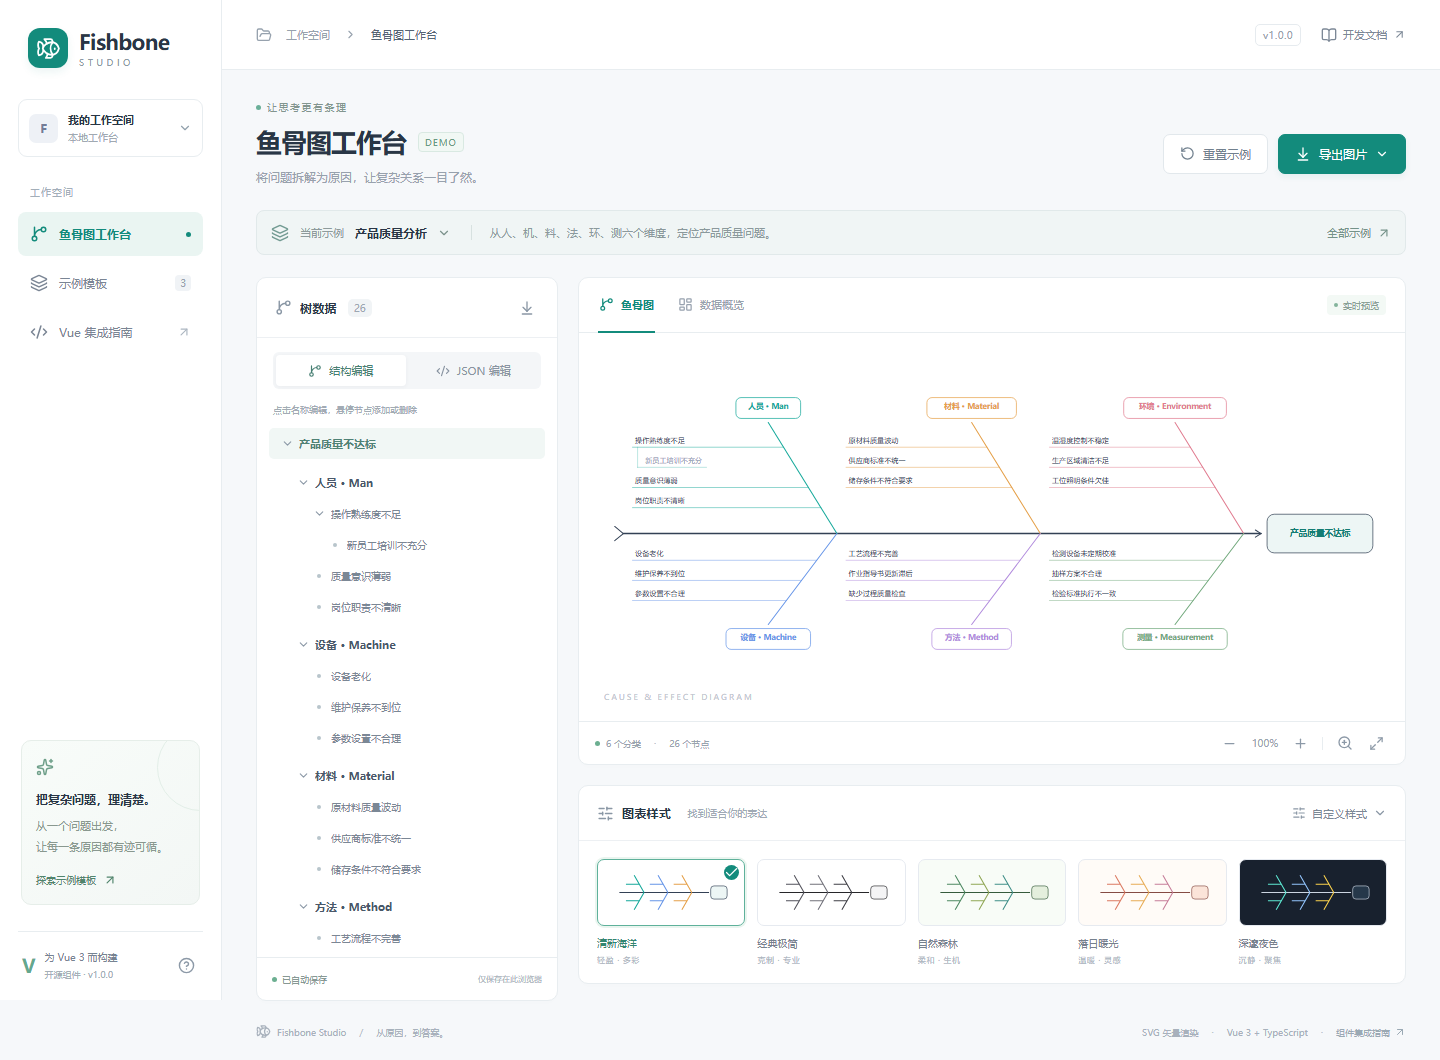 Fishbone
STUDIO
我的工作空间
F
本地工作台
工作空间
鱼骨图工作台
示例模板
3
Vue 集成指南
把复杂问题，理清楚。
从一个问题出发，
让每一条原因都有迹可循。
探索示例模板
V
为 Vue 3 而构建
开源组件 · v1.0.0
工作空间
鱼骨图工作台
v1.0.0
开发文档
让思考更有条理
鱼骨图工作台
DEMO
将问题拆解为原因，让复杂关系一目了然。
重置示例
导出图片
当前示例
产品质量分析
从人、机、料、法、环、测六个维度，定位产品质量问题。
全部示例
树数据
26
结构编辑
JSON 编辑
点击名称编辑，悬停节点添加或删除
产品质量不达标
人员 • Man
操作熟练度不足
新员工培训不充分
质量意识薄弱
岗位职责不清晰
设备 • Machine
设备老化
维护保养不到位
参数设置不合理
材料 • Material
原材料质量波动
供应商标准不统一
储存条件不符合要求
方法 • Method
工艺流程不完善
已自动保存
仅保存在此浏览器
鱼骨图
数据概览
实时预览
人员 • Man
材料 • Material
环境 • Environment
操作熟练度不足
新员工培训不充分
质量意识薄弱
岗位职责不清晰
原材料质量波动
供应商标准不统一
储存条件不符合要求
温湿度控制不稳定
生产区域清洁不足
工位照明条件欠佳
产品质量不达标
设备老化
维护保养不到位
参数设置不合理
工艺流程不完善
作业指导书更新滞后
缺少过程质量检查
检测设备未定期校准
抽样方案不合理
检验标准执行不一致
设备 • Machine
方法 • Method
测量 • Measurement
CAUSE & EFFECT DIAGRAM
6 个分类 · 26 个节点
100%
图表样式
找到适合你的表达
自定义样式
清新海洋
轻盈 · 多彩
经典极简
克制 · 专业
自然森林
柔和 · 生机
落日暖光
温暖 · 灵感
深邃夜色
沉静 · 聚焦
Fishbone Studio / 从原因，到答案。
SVG 矢量渲染 · Vue 3 + TypeScript · 组件集成指南